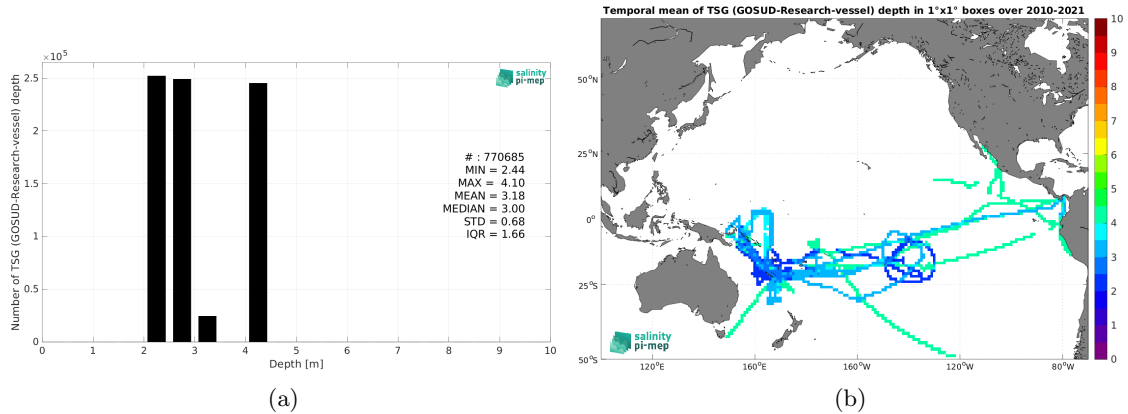 ×10⁵
2.5
2
1.5
1
0.5
0
Number of TSG (GOSUD-Research-vessel) depth
0 1 2 3 4 5 6 7 8 9 10
Depth [m]
salinity
pi-mep
# : 770685
MIN = 2.44
MAX = 4.10
MEAN = 3.18
MEDIAN = 3.00
STD = 0.68
IQR = 1.66
(a)
Temporal mean of TSG (GOSUD-Research-vessel) depth in 1°x1° boxes over 2010-2021
50°N
25°N
0°
25°S
50°S
120°E 160°E 160°W 120°W 80°W
salinity
pi-mep
10
9
8
7
6
5
4
3
2
1
0
(b)